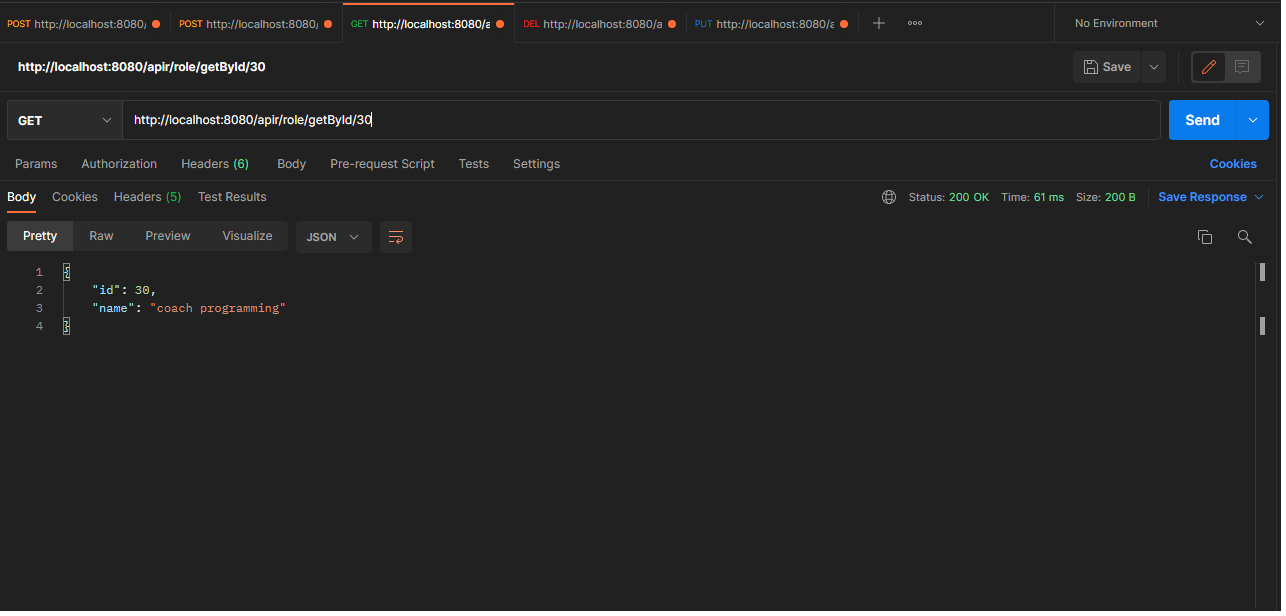 POST http://localhost:8080/ POST http://localhost:8080/ GET http://localhost:8080/a DEL http://localhost:8080/a PUT http://localhost:8080/a No Environment
http://localhost:8080/apir/role/getById/30 Save
GET http://localhost:8080/apir/role/getById/30 Send
Params Authorization Headers (6) Body Pre-request Script Tests Settings Cookies
Body Cookies Headers (5) Test Results Status: 200 OK Time: 61 ms Size: 200 B Save Response
Pretty Raw Preview Visualize JSON
1 {
2 "id": 30,
3 "name": "coach programming"
4 }